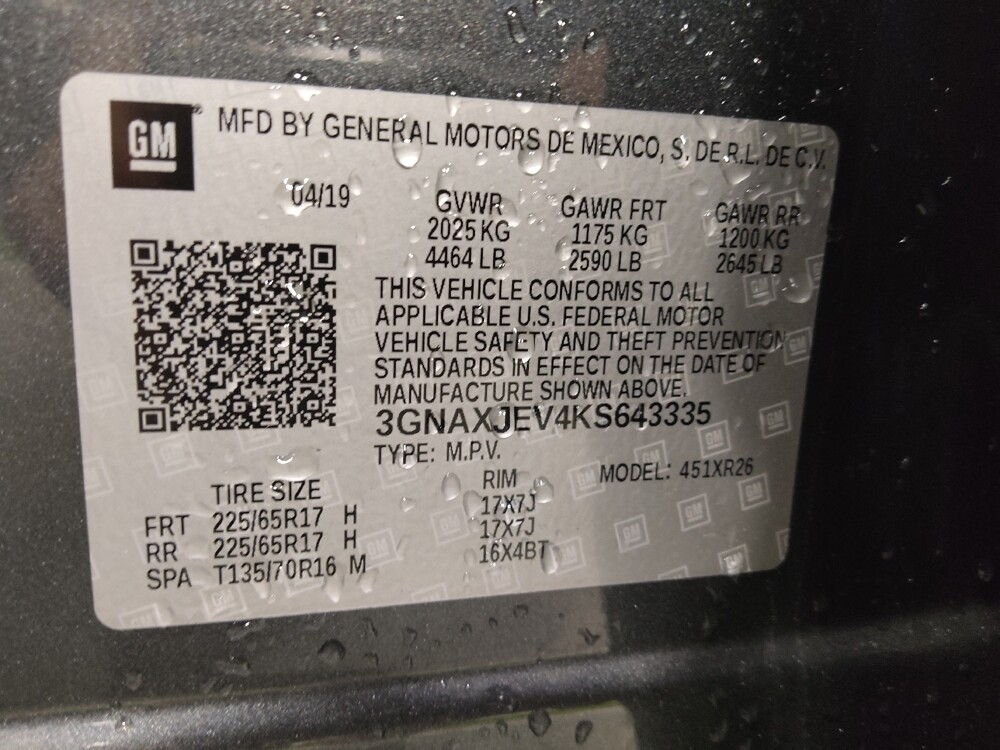 GM MFD BY GENERAL MOTORS DE MEXICO, S. DE R.L. DE C.V.
04/19 GVWR GAWR FRT GAWR RR
2025 KG 1175 KG 1200 KG
4464 LB 2590 LB 2645 LB
THIS VEHICLE CONFORMS TO ALL
APPLICABLE U.S. FEDERAL MOTOR
VEHICLE SAFETY AND THEFT PREVENTION
STANDARDS IN EFFECT ON THE DATE OF
MANUFACTURE SHOWN ABOVE.
3GNAXJEV4KS643335
TYPE: M.P.V. MODEL: 451XR26
TIRE SIZE RIM
FRT 225/65R17 H 17X7J
RR 225/65R17 H 17X7J
SPA T135/70R16 M 16X4BT